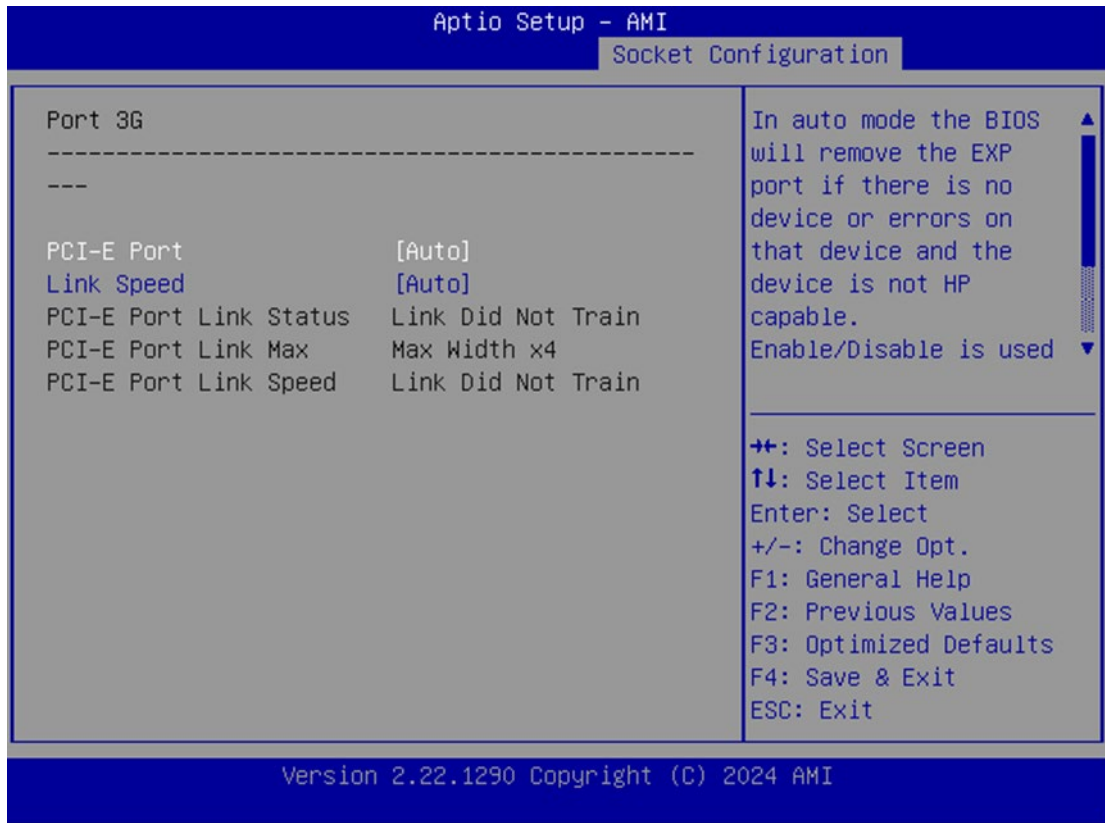 Aptio Setup – AMI
Socket Configuration
Port 3G
-----------------------------------------------
---
PCI-E Port [Auto]
Link Speed [Auto]
PCI-E Port Link Status Link Did Not Train
PCI-E Port Link Max Max Width x4
PCI-E Port Link Speed Link Did Not Train
In auto mode the BIOS
will remove the EXP
port if there is no
device or errors on
that device and the
device is not HP
capable.
Enable/Disable is used
→←: Select Screen
↑↓: Select Item
Enter: Select
+/-: Change Opt.
F1: General Help
F2: Previous Values
F3: Optimized Defaults
F4: Save & Exit
ESC: Exit
Version 2.22.1290 Copyright (C) 2024 AMI